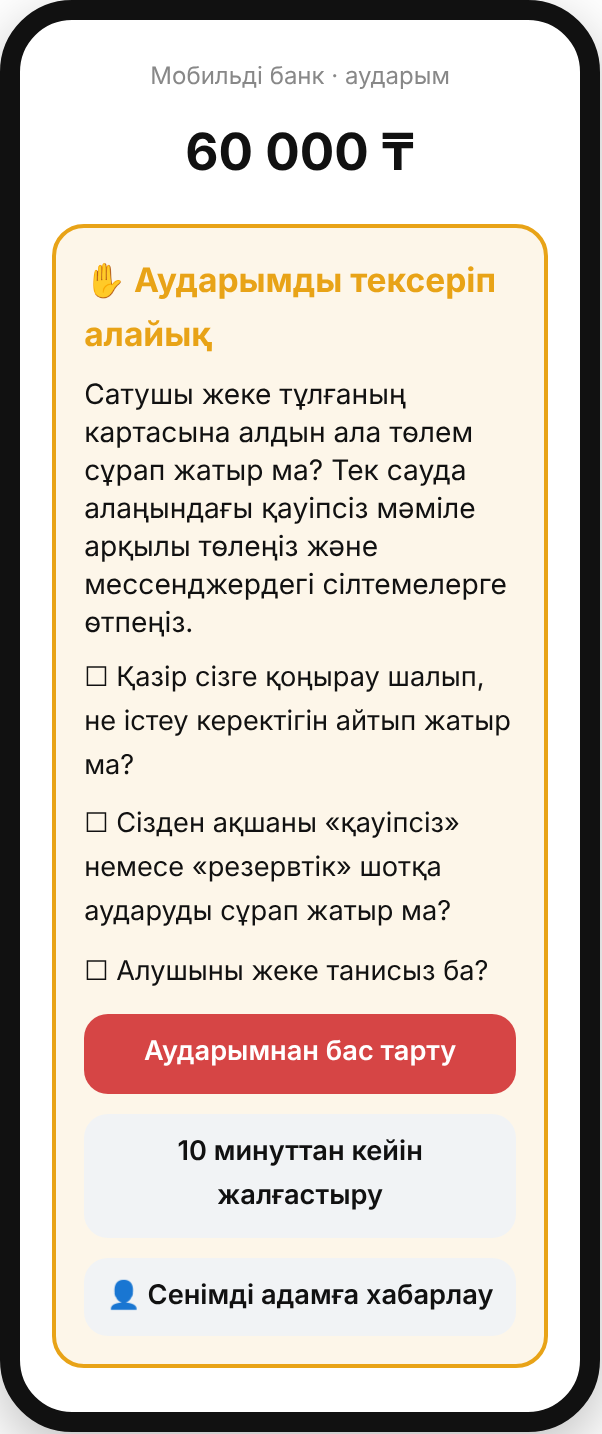 Мобильді банк · аударым
60 000 ₸
✋ Аударымды тексеріп
алайық
Сатушы жеке тұлғаның
картасына алдын ала төлем
сұрап жатыр ма? Тек сауда
алаңындағы қауіпсіз мәміле
арқылы төлеңіз және
мессенджердегі сілтемелерге
өтпеңіз.
☐ Қазір сізге қоңырау шалып,
не істеу керектігін айтып жатыр
ма?
☐ Сізден ақшаны «қауіпсіз»
немесе «резервтік» шотқа
аударуды сұрап жатыр ма?
☐ Алушыны жеке танисыз ба?
Аударымнан бас тарту
10 минуттан кейін
жалғастыру
👤 Сенімді адамға хабарлау